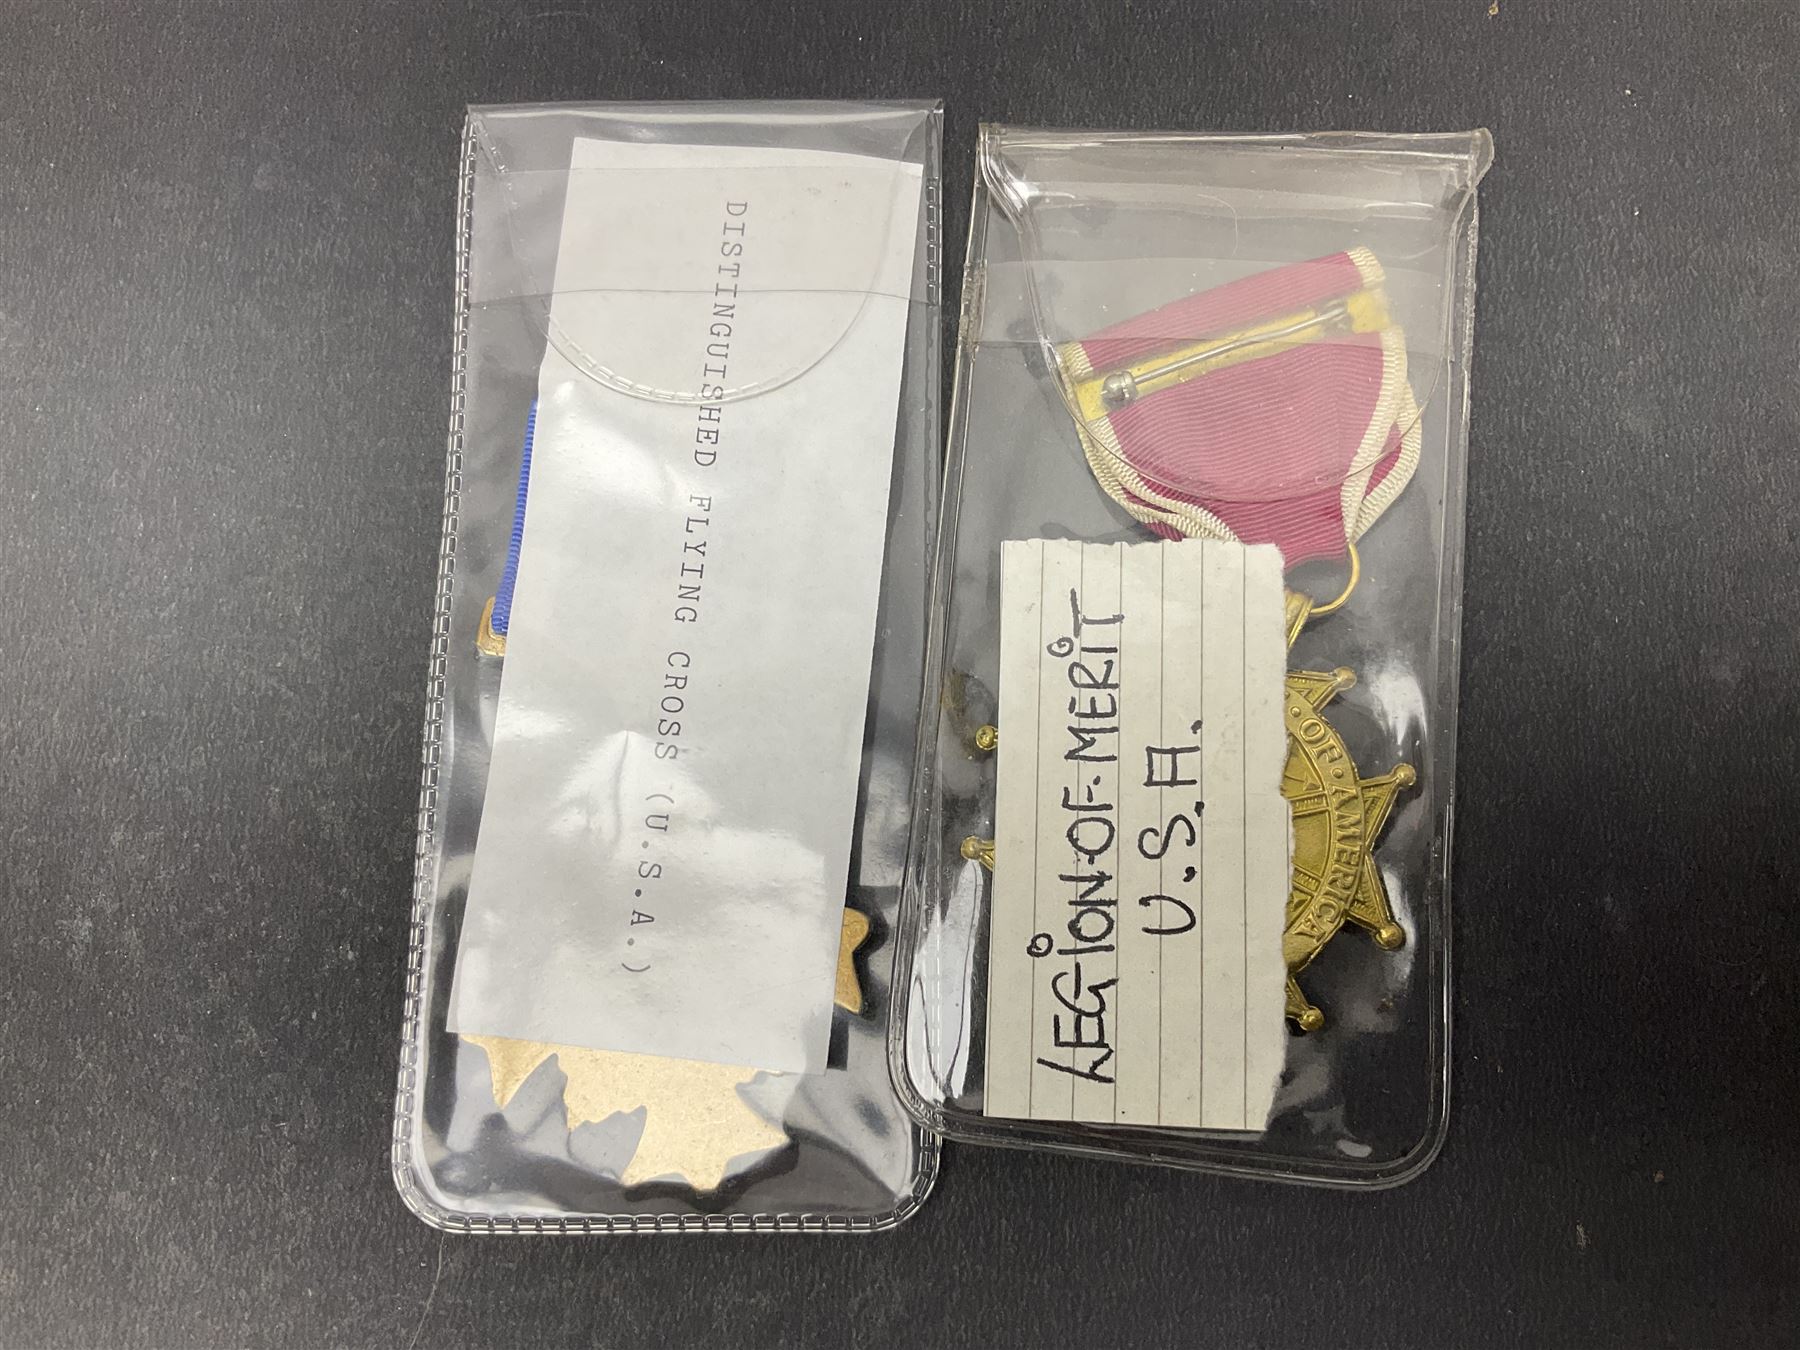 DISTINGUISHED FLYING CROSS (U.S.A.)
LEGION·OF·MERIT
U.S.A.
·OF·AMERICA